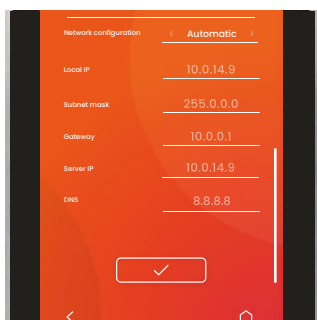 Network configuration < Automatic >
Local IP 10.0.14.9
Subnet mask 255.0.0.0
Gateway 10.0.0.1
Server IP 10.0.14.9
DNS 8.8.8.8